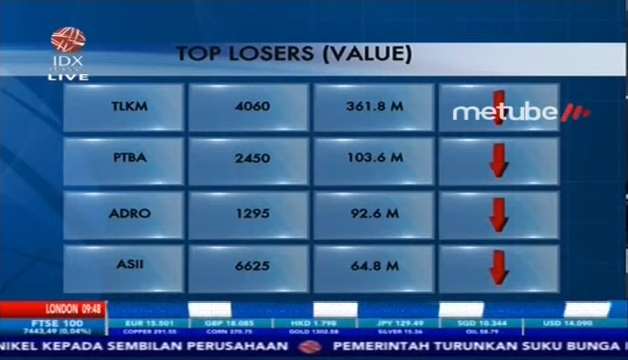 IDX
LIVE
TOP LOSERS (VALUE)
metube
TLKM 4060 361.8 M
PTBA 2450 103.6 M
ADRO 1295 92.6 M
ASII 6625 64.8 M
LONDON 09:48
FTSE 100 EUR 15.501 GBP 18.085 HKD 1.798 JPY 129.49 SGD 10.344 USD 14.090
7443.49 (0,04%) COPPER 291.55 CORN 370.75 GOLD 1302.58 SILVER 15.36 OIL 58.79
NIKEL KEPADA SEMBILAN PERUSAHAAN PEMERINTAH TURUNKAN SUKU BUNGA